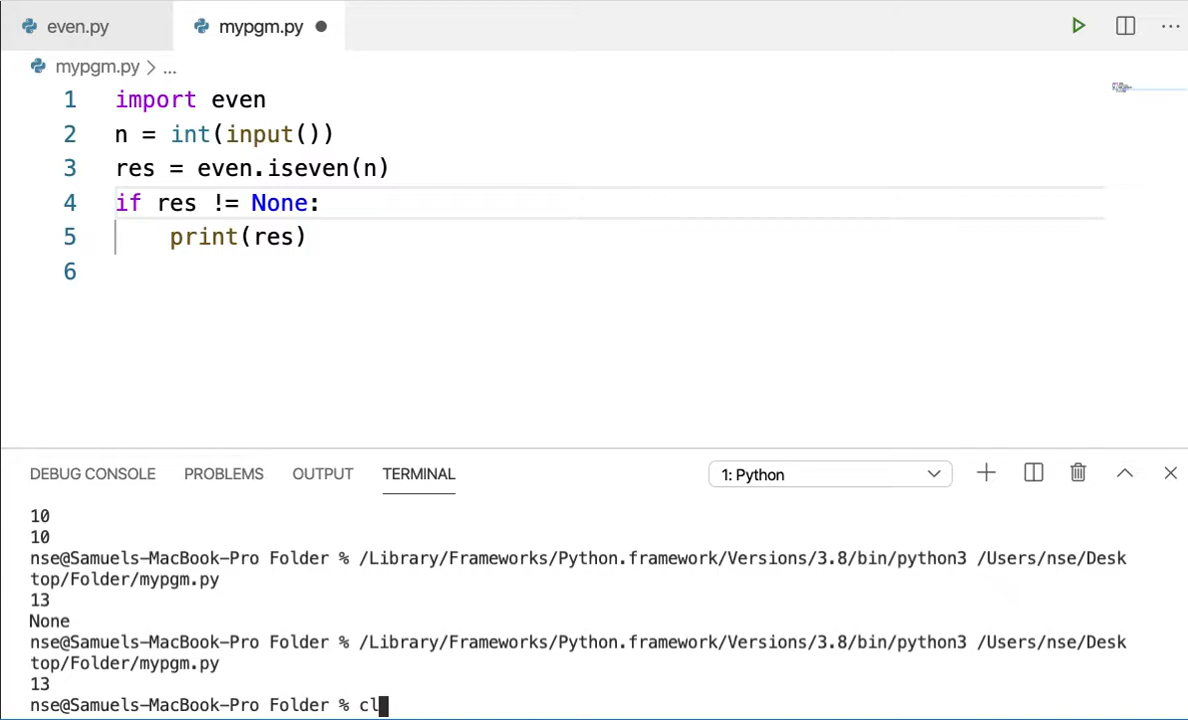 even.py mypgm.py
mypgm.py > ...
1 import even
2 n = int(input())
3 res = even.iseven(n)
4 if res != None:
5     print(res)
6
DEBUG CONSOLE PROBLEMS OUTPUT TERMINAL 1: Python
10
10
nse@Samuels-MacBook-Pro Folder % /Library/Frameworks/Python.framework/Versions/3.8/bin/python3 /Users/nse/Desk
top/Folder/mypgm.py
13
None
nse@Samuels-MacBook-Pro Folder % /Library/Frameworks/Python.framework/Versions/3.8/bin/python3 /Users/nse/Desk
top/Folder/mypgm.py
13
nse@Samuels-MacBook-Pro Folder % cl